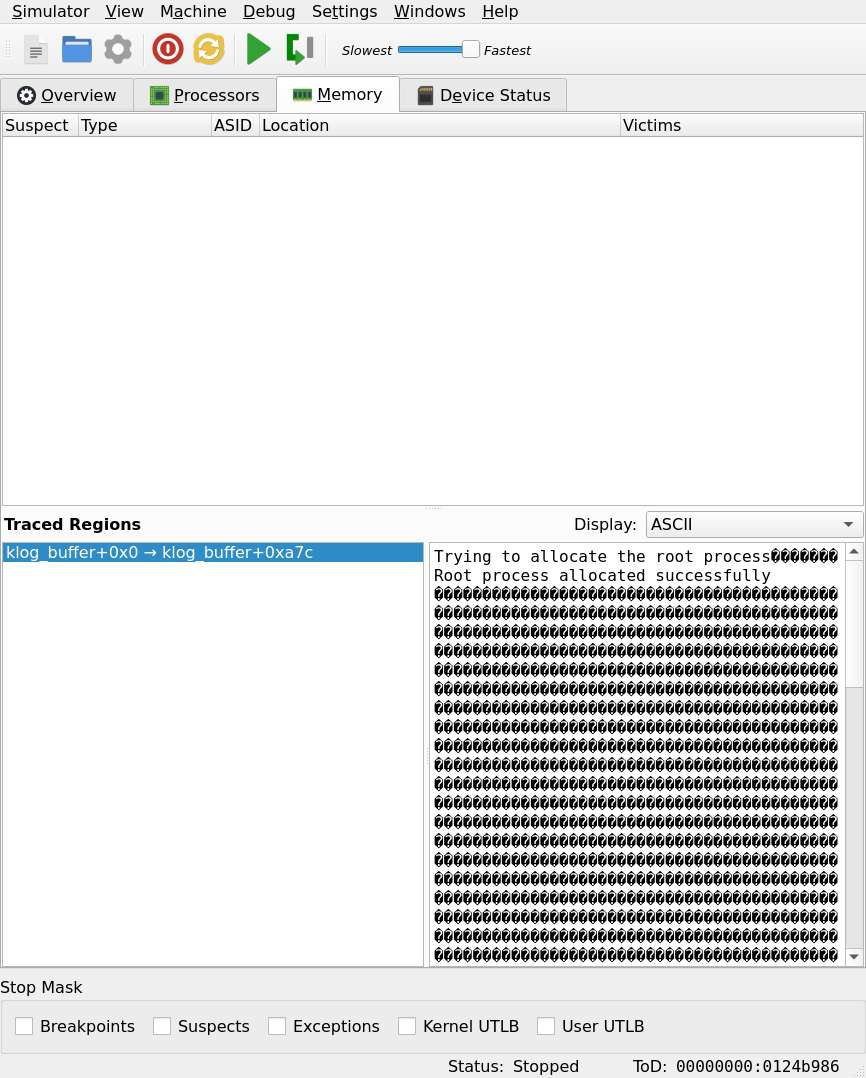 Simulator View Machine Debug Settings Windows Help
Slowest Fastest
Overview Processors Memory Device Status
Suspect Type ASID Location Victims
Traced Regions Display: ASCII
klog_buffer+0x0 → klog_buffer+0xa7c
Trying to allocate the root process�������
Root process allocated successfully
Stop Mask
Breakpoints Suspects Exceptions Kernel UTLB User UTLB
Status: Stopped ToD: 00000000:0124b986